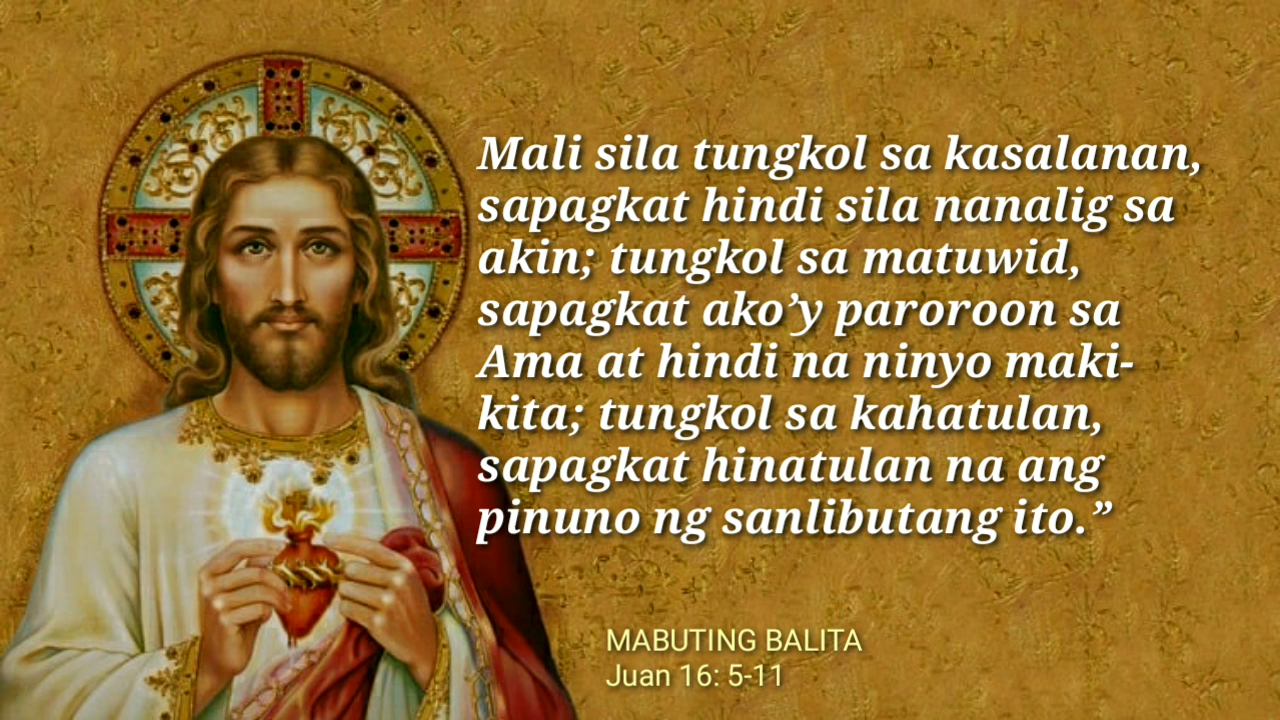 Mali sila tungkol sa kasalanan,
sapagkat hindi sila nanalig sa
akin; tungkol sa matuwid,
sapagkat ako’y paroroon sa
Ama at hindi na ninyo maki-
kita; tungkol sa kahatulan,
sapagkat hinatulan na ang
pinuno ng sanlibutang ito.”
MABUTING BALITA
Juan 16: 5-11